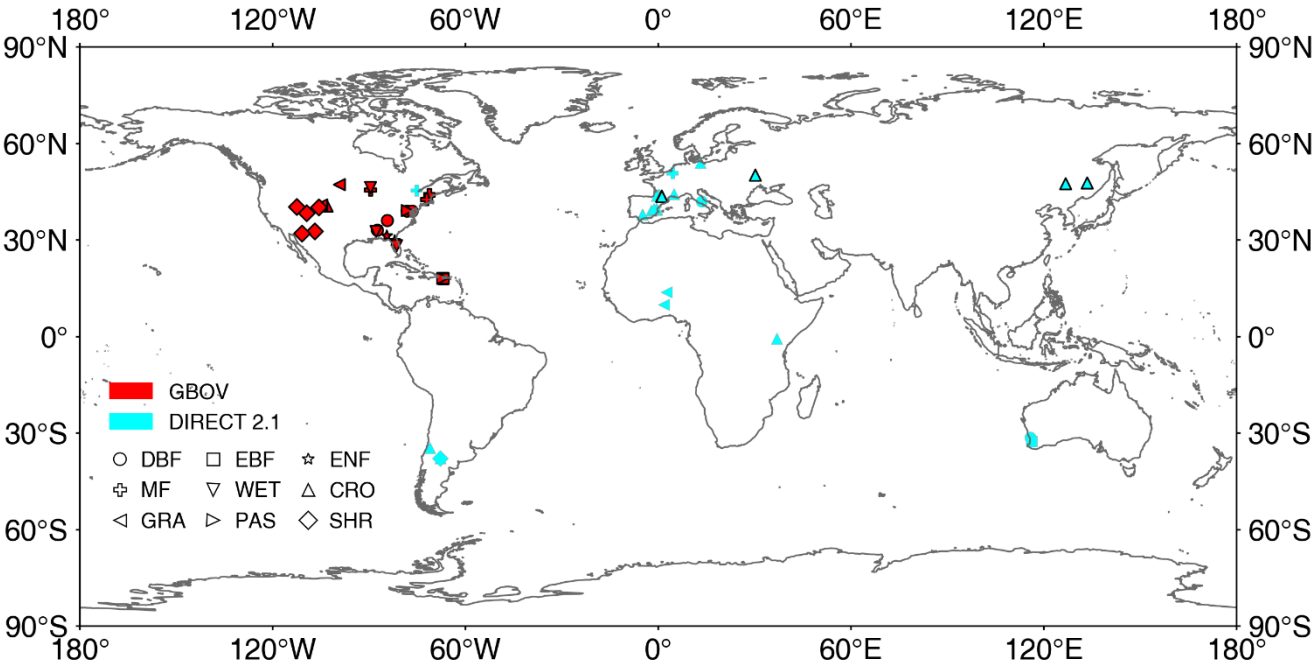 180° 120°W 60°W 0° 60°E 120°E 180°
90°N 90°N
60°N 60°N
30°N 30°N
0° 0°
GBOV
DIRECT 2.1
30°S 30°S
DBF EBF ENF
MF WET CRO
GRA PAS SHR
60°S 60°S
90°S 90°S
180° 120°W 60°W 0° 60°E 120°E 180°